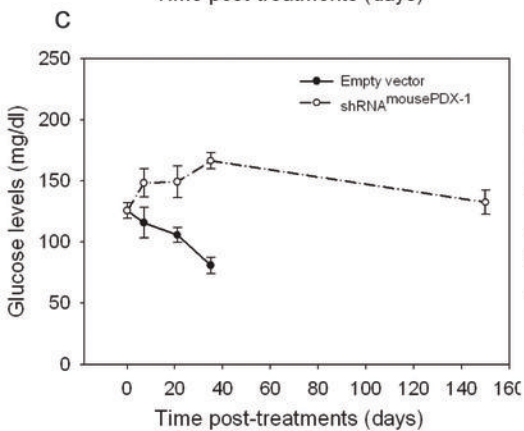 Time post-treatments (days)
C
250
200
150
100
50
0
Glucose levels (mg/dl)
Empty vector
shRNAmousePDX-1
0 20 40 60 80 100 120 140 160
Time post-treatments (days)